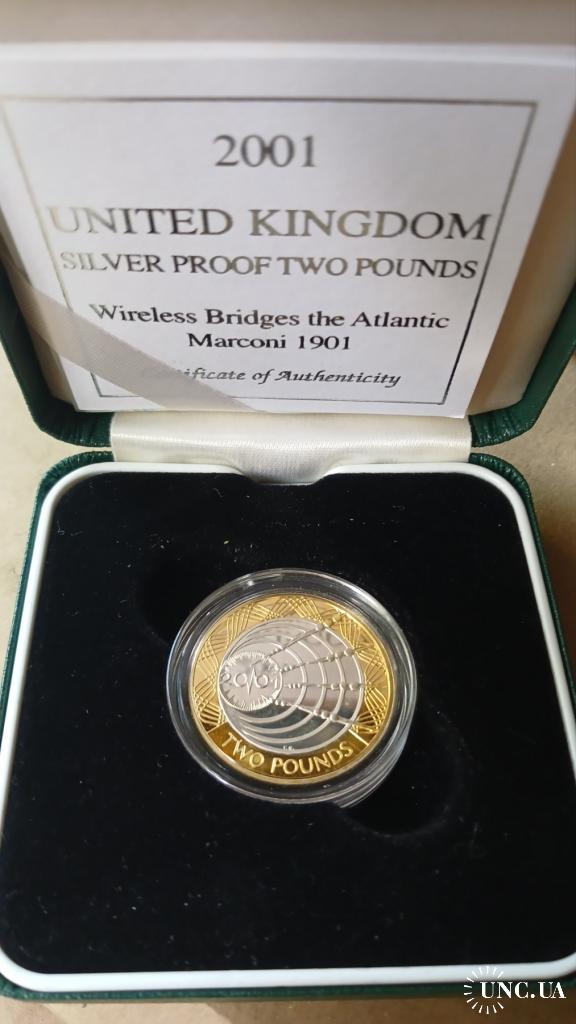 2001
UNITED KINGDOM
SILVER PROOF TWO POUNDS
Wireless Bridges the Atlantic
Marconi 1901
Certificate of Authenticity
2001
TWO POUNDS
UNC.UA